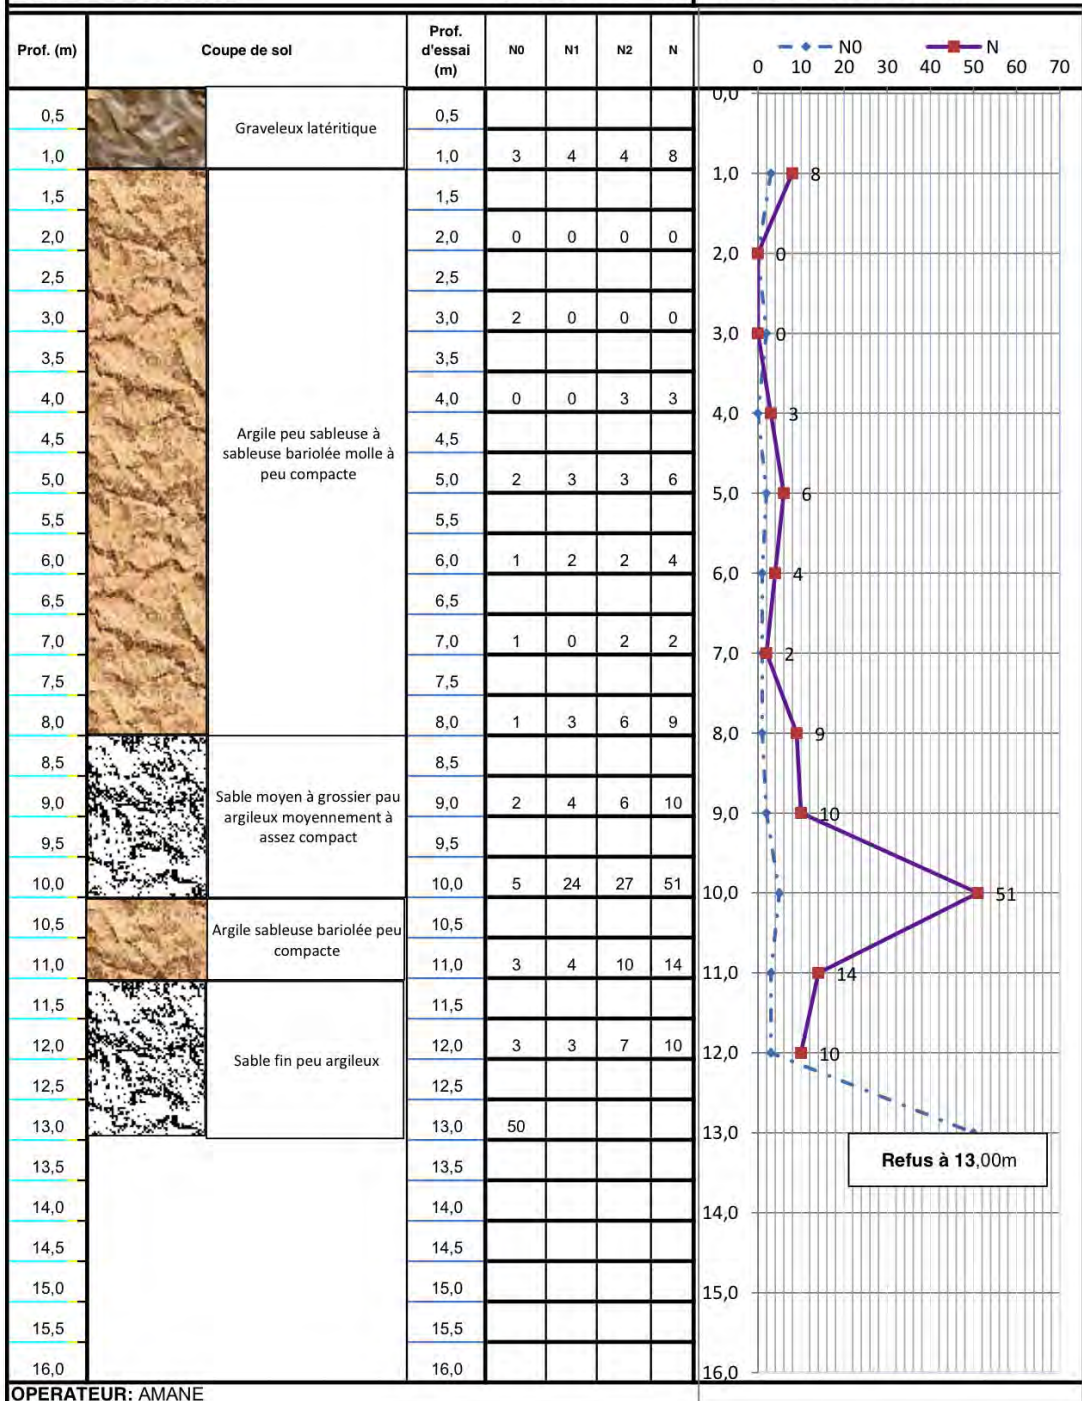 Prof. (m) Coupe de sol Prof. d'essai (m) N0 N1 N2 N
N0 N
0 10 20 30 40 50 60 70
0,5 Graveleux latéritique 0,5
1,0 1,0 3 4 4 8
1,5 1,5
2,0 2,0 0 0 0 0
2,5 2,5
3,0 3,0 2 0 0 0
3,5 3,5
4,0 4,0 0 0 3 3
4,5 Argile peu sableuse à 4,5
sableuse bariolée molle à
peu compacte
5,0 5,0 2 3 3 6
5,5 5,5
6,0 6,0 1 2 2 4
6,5 6,5
7,0 7,0 1 0 2 2
7,5 7,5
8,0 8,0 1 3 6 9
8,5 8,5
Sable moyen à grossier pau
9,0 argileux moyennement à 9,0 2 4 6 10
assez compact
9,5 9,5
10,0 10,0 5 24 27 51
10,5 Argile sableuse bariolée peu 10,5
compacte
11,0 11,0 3 4 10 14
11,5 11,5
12,0 Sable fin peu argileux 12,0 3 3 7 10
12,5 12,5
13,0 13,0 50
13,5 13,5
14,0 14,0
14,5 14,5
15,0 15,0
15,5 15,5
16,0 16,0
0,0
1,0 8
2,0 0
3,0 0
4,0 3
5,0 6
6,0 4
7,0 2
8,0 9
9,0 10
10,0 51
11,0 14
12,0 10
13,0
Refus à 13,00m
14,0
15,0
16,0
OPERATEUR: AMANE